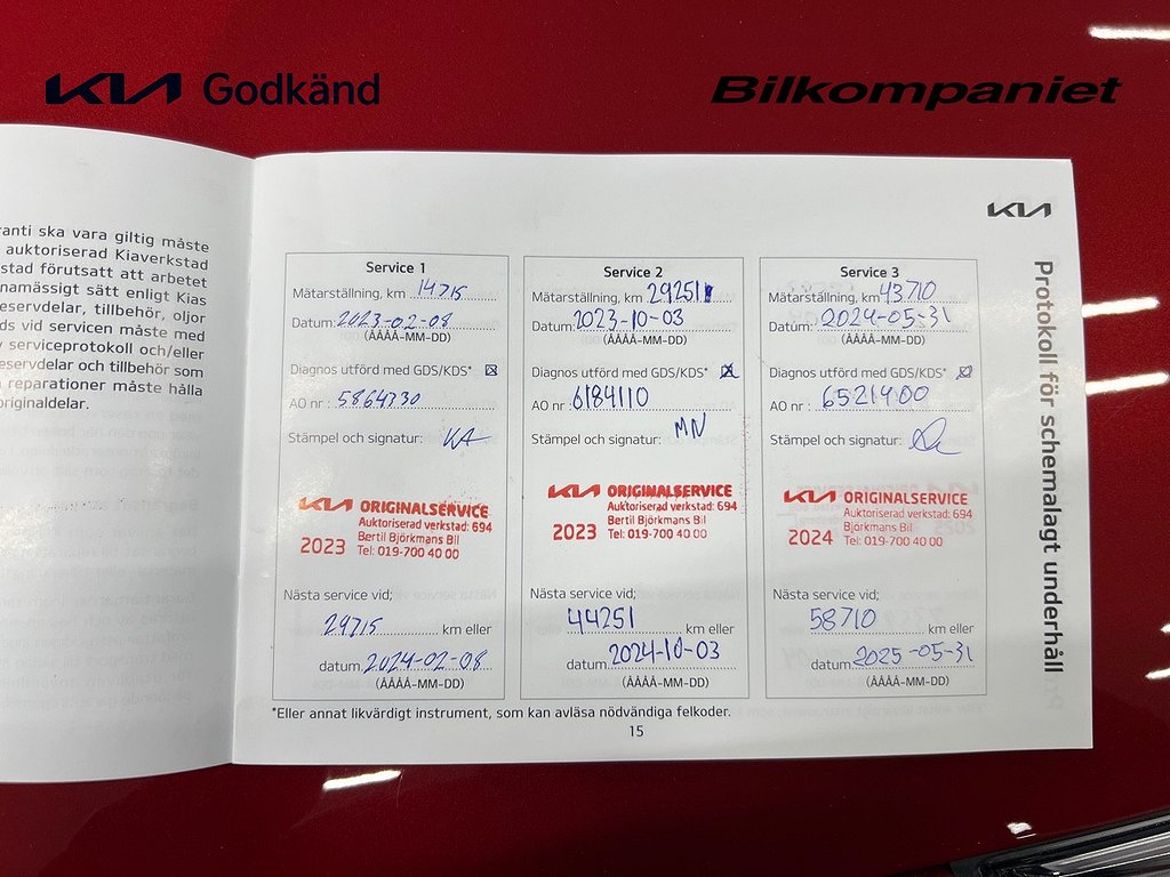 KIA Godkänd
Bilkompaniet
ranti ska vara giltig måste
auktoriserad Kiaverkstad
stad förutsatt att arbetet
namässigt sätt enligt Kias
eservdelar, tillbehör, oljor
ds vid servicen måste med
serviceprotokoll och/eller
eservdelar och tillbehör som
reparationer måste hålla
originaldelar.
KIA
Protokoll för schemalagt underhåll
Service 1
Mätarställning, km 14715
Datum: 2023-02-08
(ÅÅÅÅ-MM-DD)
Diagnos utförd med GDS/KDS* ☒
AO nr : 5864330
Stämpel och signatur: KA
KIA ORIGINALSERVICE
Auktoriserad verkstad: 694
Bertil Björkmans Bil
2023 Tel: 019-700 40 00
Nästa service vid;
29715 km eller
datum. 2024-02-08
(ÅÅÅÅ-MM-DD)
Service 2
Mätarställning, km 29251
Datum: 2023-10-03
(ÅÅÅÅ-MM-DD)
Diagnos utförd med GDS/KDS* ☒
AO nr : 6184110
Stämpel och signatur: MN
KIA ORIGINALSERVICE
Auktoriserad verkstad: 694
Bertil Björkmans Bil
2023 Tel: 019-700 40 00
Nästa service vid;
44251 km eller
datum. 2024-10-03
(ÅÅÅÅ-MM-DD)
Service 3
Mätarställning, km 43710
Datum: 2024-05-31
(ÅÅÅÅ-MM-DD)
Diagnos utförd med GDS/KDS* ☒
AO nr : 6521400
Stämpel och signatur:
KIA ORIGINALSERVICE
Auktoriserad verkstad: 694
Björkmans Bil
2024 Tel: 019-700 40 00
Nästa service vid;
58710 km eller
datum. 2025-05-31
(ÅÅÅÅ-MM-DD)
*Eller annat likvärdigt instrument, som kan avläsa nödvändiga felkoder.
15
KIA